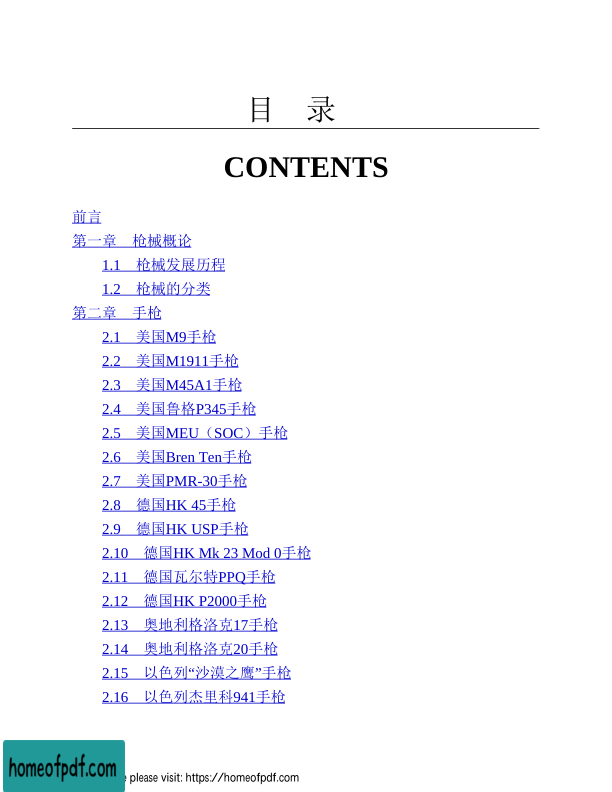 目 录
CONTENTS
前言
第一章 枪械概论
1.1 枪械发展历程
1.2 枪械的分类
第二章 手枪
2.1 美国M9手枪
2.2 美国M1911手枪
2.3 美国M45A1手枪
2.4 美国鲁格P345手枪
2.5 美国MEU（SOC）手枪
2.6 美国Bren Ten手枪
2.7 美国PMR-30手枪
2.8 德国HK 45手枪
2.9 德国HK USP手枪
2.10 德国HK Mk 23 Mod 0手枪
2.11 德国瓦尔特PPQ手枪
2.12 德国HK P2000手枪
2.13 奥地利格洛克17手枪
2.14 奥地利格洛克20手枪
2.15 以色列“沙漠之鹰”手枪
2.16 以色列杰里科941手枪
homeofpdf.com
please visit: https://homeofpdf.com